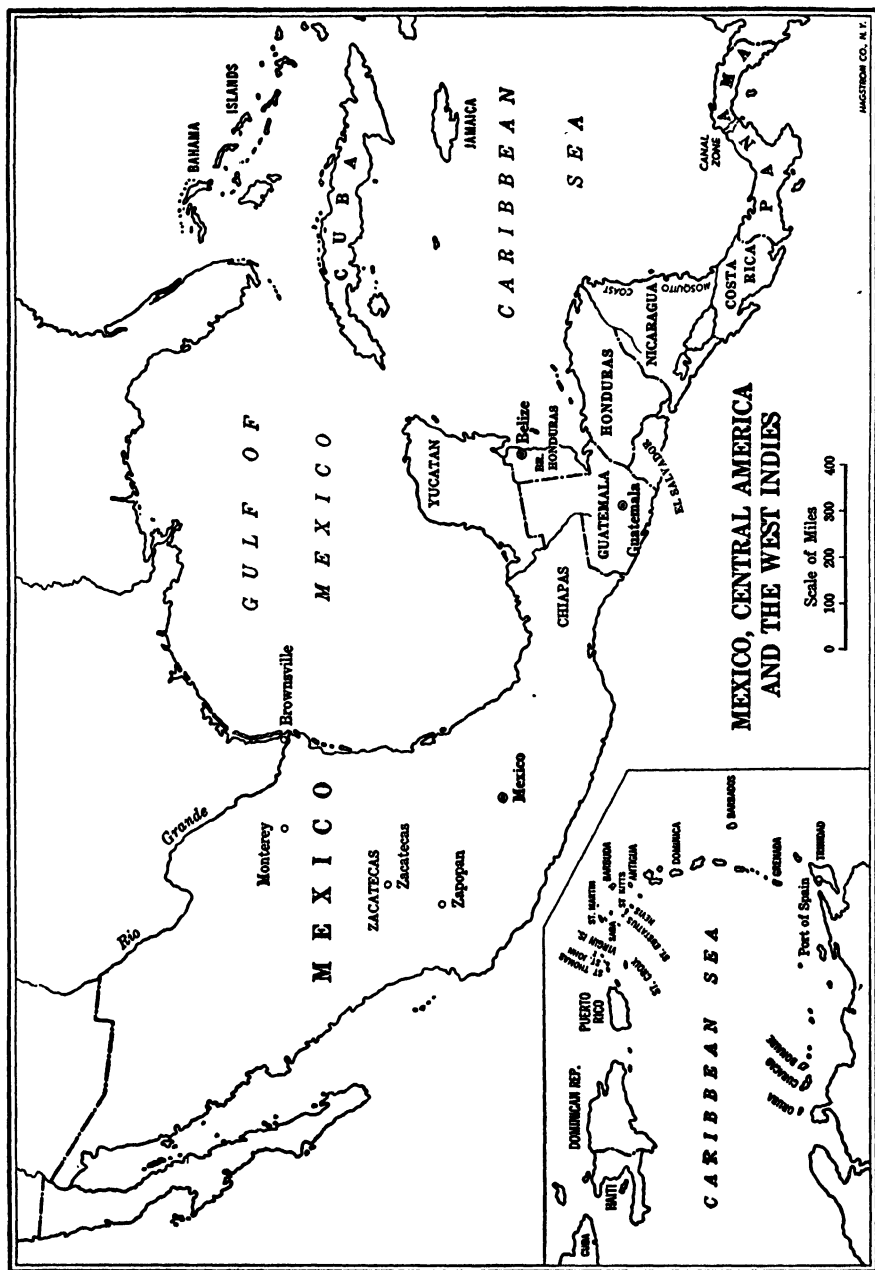 BAHAMA
ISLANDS
GULF OF
MEXICO
CUBA
JAMAICA
CARIBBEAN
SEA
Rio
Grande
Brownsville
Monterey
MEXICO
ZACATECAS
Zacatecas
Zapopan
Mexico
YUCATAN
Belize
BR.
HONDURAS
CHIAPAS
GUATEMALA
Guatemala
HONDURAS
EL SALVADOR
NICARAGUA
MOSQUITO
COAST
COSTA
RICA
PANAMA
CANAL
ZONE
MEXICO, CENTRAL AMERICA
AND THE WEST INDIES
Scale of Miles
0 100 200 300 400
CUBA
HAITI
DOMINICAN REP.
PUERTO
RICO
ST THOMAS
ST. JOHN
VIRGIN IS.
ST. CROIX
ST. MARTIN
SABA
ST. EUSTATIUS
BARBUDA
ST KITTS
NEVIS
ANTIGUA
DOMINICA
BARBADOS
GRENADA
TRINIDAD
Port of Spain
CARIBBEAN SEA
ARUBA
CURACAO
BONAIRE
HAGSTROM CO., N.Y.